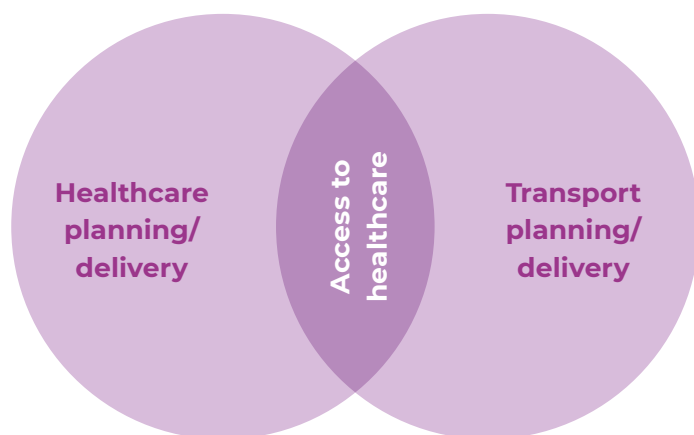 Healthcare
planning/
delivery
Access to
healthcare
Transport
planning/
delivery